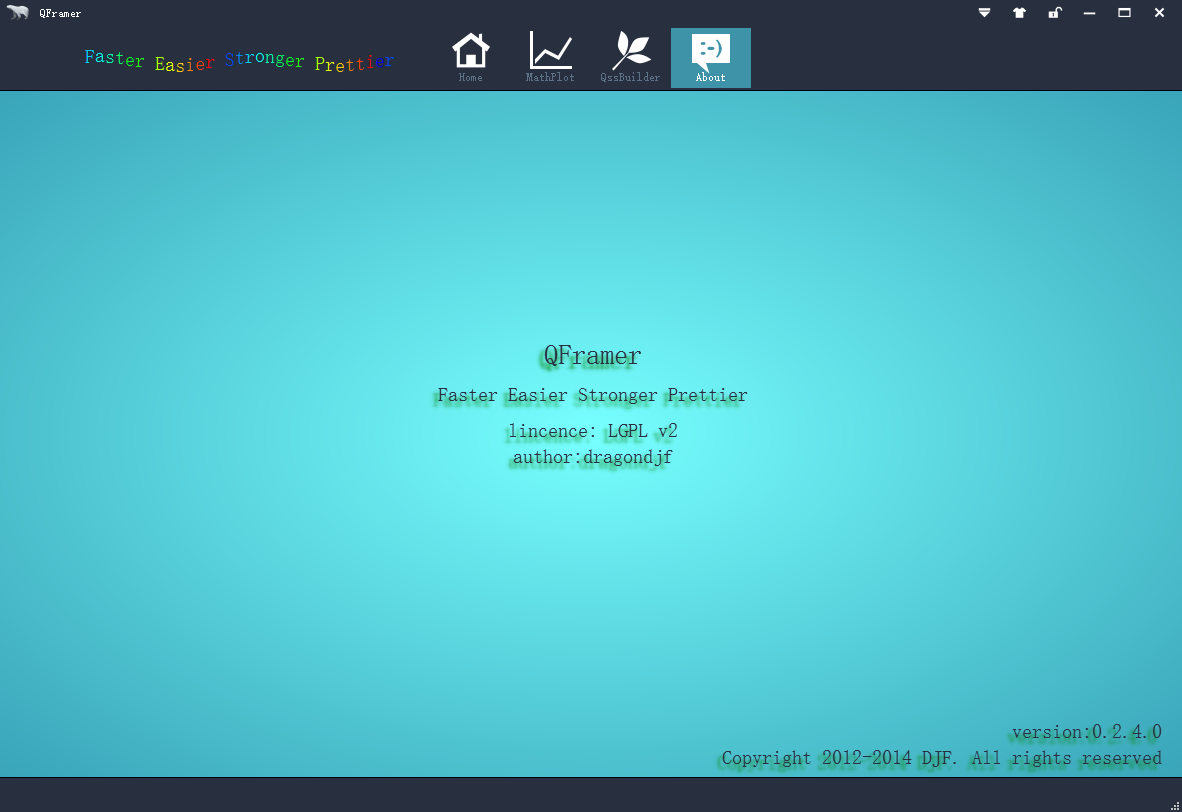 QFramer
Faster Easier Stronger Prettier
Home
MathPlot
QssBuilder
:-)
About
QFramer
Faster Easier Stronger Prettier
lincence: LGPL v2
author:dragondjf
version:0.2.4.0
Copyright 2012-2014 DJF. All rights reserved